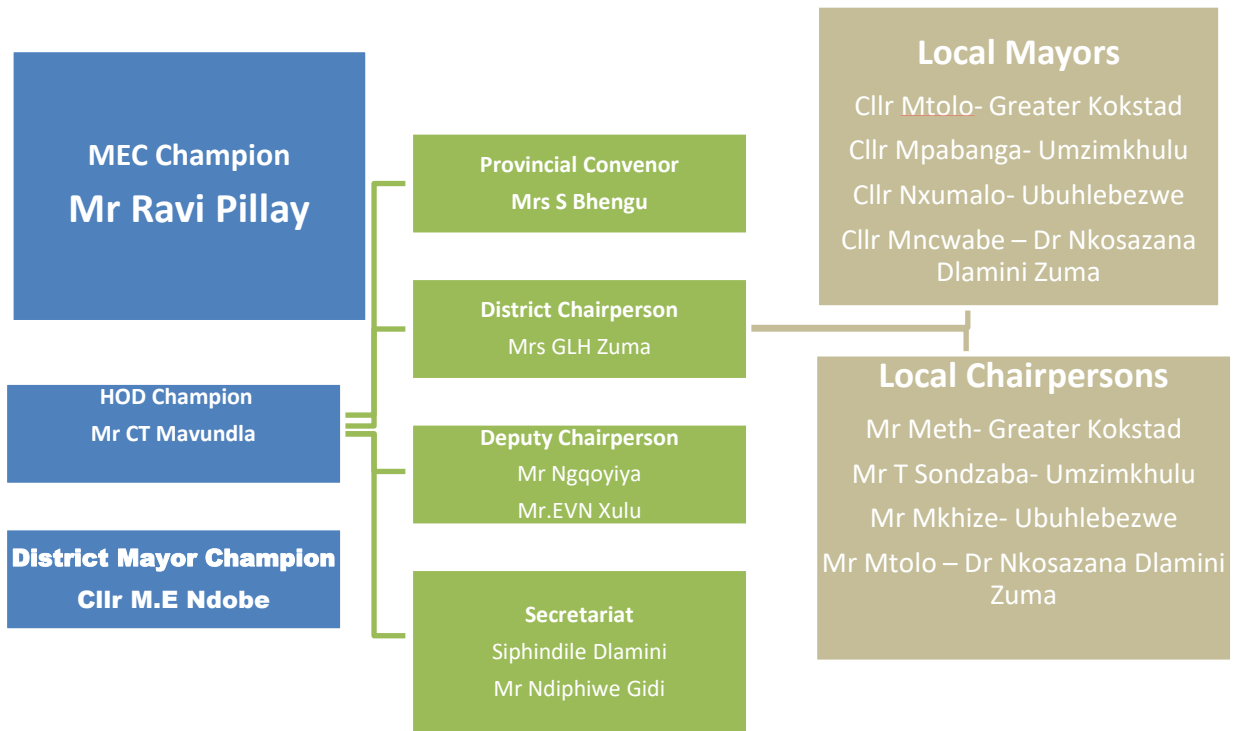 MEC Champion
Mr Ravi Pillay
HOD Champion
Mr CT Mavundla
District Mayor Champion
Cllr M.E Ndobe
Provincial Convenor
Mrs S Bhengu
District Chairperson
Mrs GLH Zuma
Deputy Chairperson
Mr Ngqoyiya
Mr.EVN Xulu
Secretariat
Siphindile Dlamini
Mr Ndiphiwe Gidi
Local Mayors
Cllr Mtolo- Greater Kokstad
Cllr Mpabanga- Umzimkhulu
Cllr Nxumalo- Ubuhlebezwe
Cllr Mncwabe – Dr Nkosazana
Dlamini Zuma
Local Chairpersons
Mr Meth- Greater Kokstad
Mr T Sondzaba- Umzimkhulu
Mr Mkhize- Ubuhlebezwe
Mr Mtolo – Dr Nkosazana Dlamini
Zuma